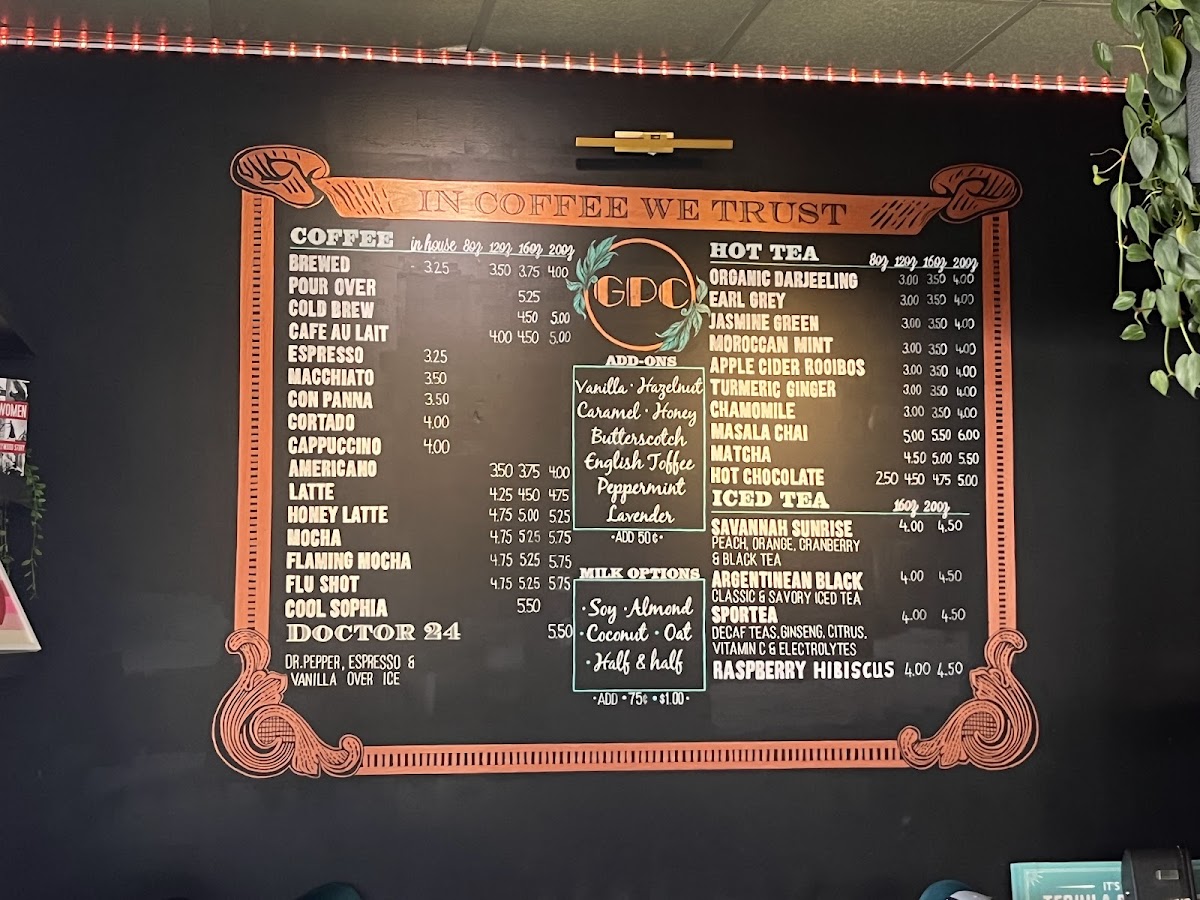 IN COFFEE WE TRUST
COFFEE in house 8oz 12oz 16oz 20oz
BREWED 3.25 3.50 3.75 4.00
POUR OVER 5.25
COLD BREW 4.50 5.00
CAFE AU LAIT 4.00 4.50 5.00
ESPRESSO 3.25
MACCHIATO 3.50
CON PANNA 3.50
CORTADO 4.00
CAPPUCCINO 4.00
AMERICANO 3.50 3.75 4.00
LATTE 4.25 4.50 4.75
HONEY LATTE 4.75 5.00 5.25
MOCHA 4.75 5.25 5.75
FLAMING MOCHA 4.75 5.25 5.75
FLU SHOT 4.75 5.25 5.75
COOL SOPHIA 5.50
DOCTOR 24 5.50
DR.PEPPER, ESPRESSO &
VANILLA OVER ICE
GPC
ADD-ONS
Vanilla · Hazelnut
Caramel · Honey
Butterscotch
English Toffee
Peppermint
Lavender
·ADD 50¢·
MILK OPTIONS
·Soy ·Almond
·Coconut ·Oat
·Half & half
·ADD ·75¢ ·$1.00·
HOT TEA 8oz 12oz 16oz 20oz
ORGANIC DARJEELING 3.00 3.50 4.00
EARL GREY 3.00 3.50 4.00
JASMINE GREEN 3.00 3.50 4.00
MOROCCAN MINT 3.00 3.50 4.00
APPLE CIDER ROOIBOS 3.00 3.50 4.00
TURMERIC GINGER 3.00 3.50 4.00
CHAMOMILE 3.00 3.50 4.00
MASALA CHAI 5.00 5.50 6.00
MATCHA 4.50 5.00 5.50
HOT CHOCOLATE 2.50 4.50 4.75 5.00
ICED TEA 16oz 20oz
SAVANNAH SUNRISE 4.00 4.50
PEACH, ORANGE, CRANBERRY
& BLACK TEA
ARGENTINEAN BLACK 4.00 4.50
CLASSIC & SAVORY ICED TEA
SPORTEA 4.00 4.50
DECAF TEAS, GINSENG, CITRUS,
VITAMIN C & ELECTROLYTES
RASPBERRY HIBISCUS 4.00 4.50
WOMEN
IT'S